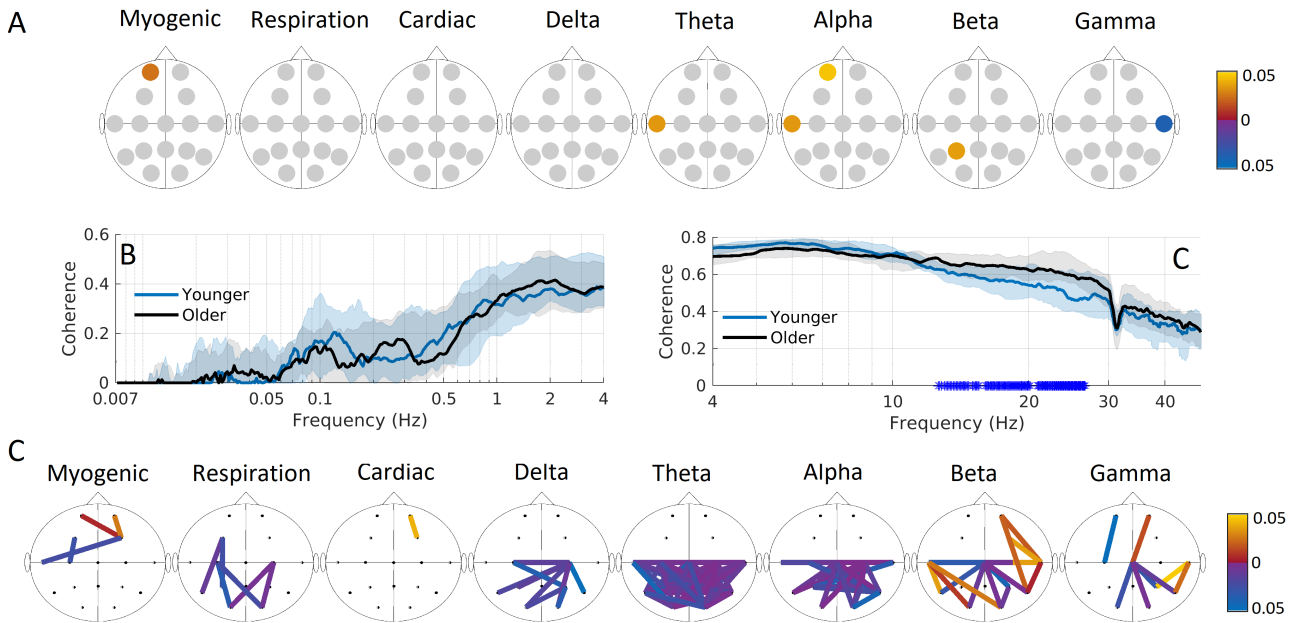 A
Myogenic Respiration Cardiac Delta Theta Alpha Beta Gamma
0.05
0
0.05
B
Coherence
0.6
0.4
0.2
0
Younger
Older
0.007 0.05 0.1 0.5 1 2 4
Frequency (Hz)
C
Coherence
0.8
0.6
0.4
0.2
0
Younger
Older
4 10 20 30 40
Frequency (Hz)
C
Myogenic Respiration Cardiac Delta Theta Alpha Beta Gamma
0.05
0
0.05